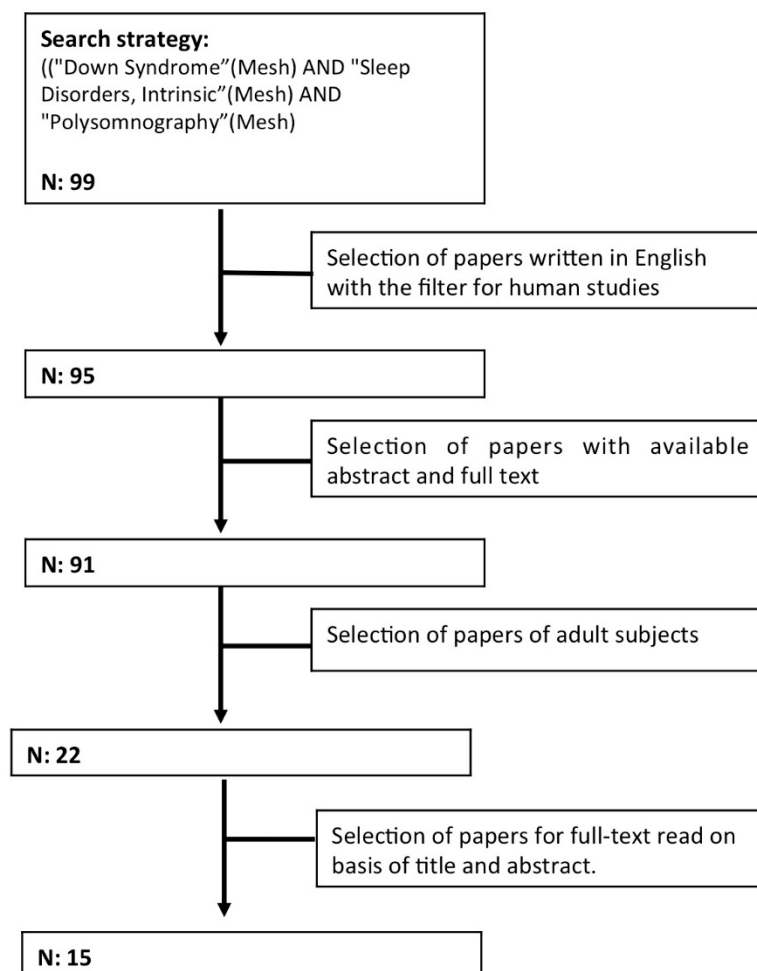 Search strategy:
(("Down Syndrome”(Mesh) AND "Sleep
Disorders, Intrinsic”(Mesh) AND
"Polysomnography”(Mesh)
N: 99
Selection of papers written in English
with the filter for human studies
N: 95
Selection of papers with available
abstract and full text
N: 91
Selection of papers of adult subjects
N: 22
Selection of papers for full-text read on
basis of title and abstract.
N: 15